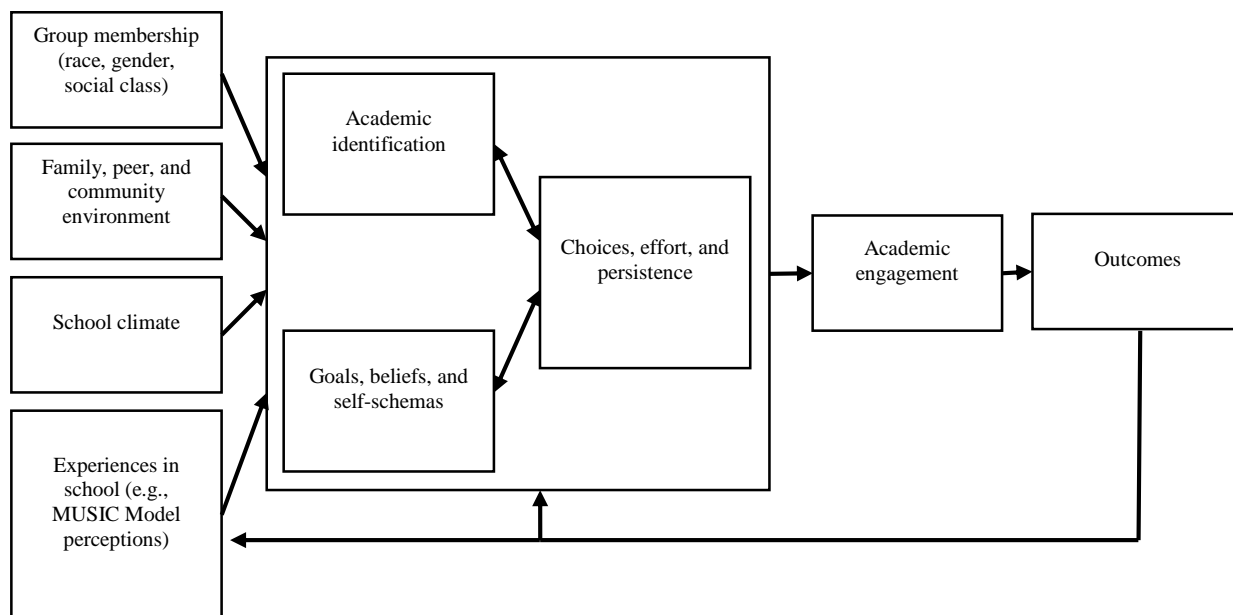 Group membership
(race, gender,
social class)
Family, peer, and
community
environment
School climate
Experiences in
school (e.g.,
MUSIC Model
perceptions)
Academic
identification
Goals, beliefs, and
self-schemas
Choices, effort, and
persistence
Academic
engagement
Outcomes